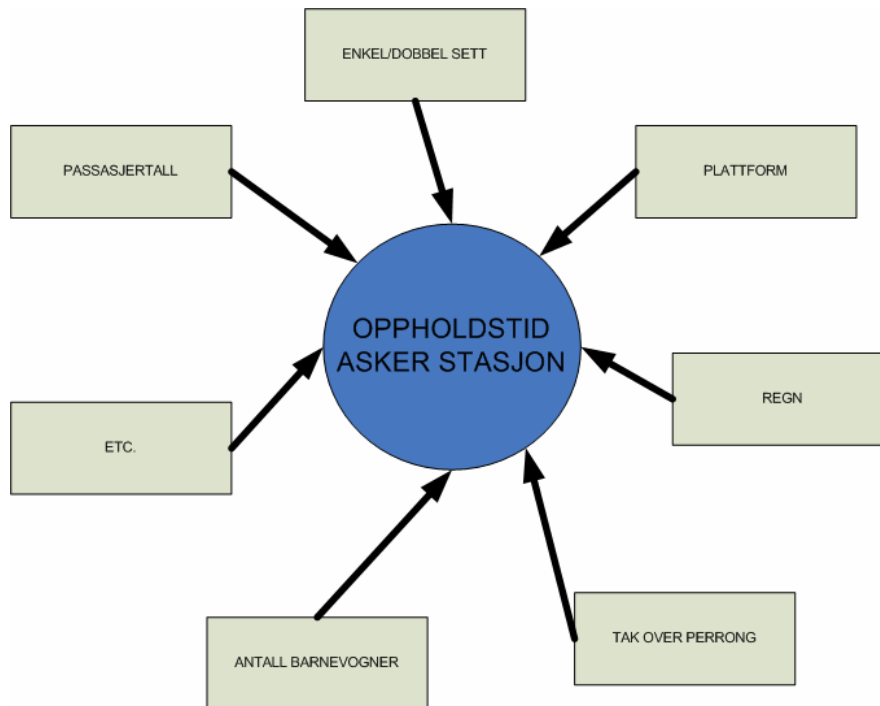 ENKEL/DOBBEL SETT
PASSASJERTALL
PLATTFORM
OPPHOLDSTID
ASKER STASJON
REGN
ETC.
TAK OVER PERRONG
ANTALL BARNEVOGNER